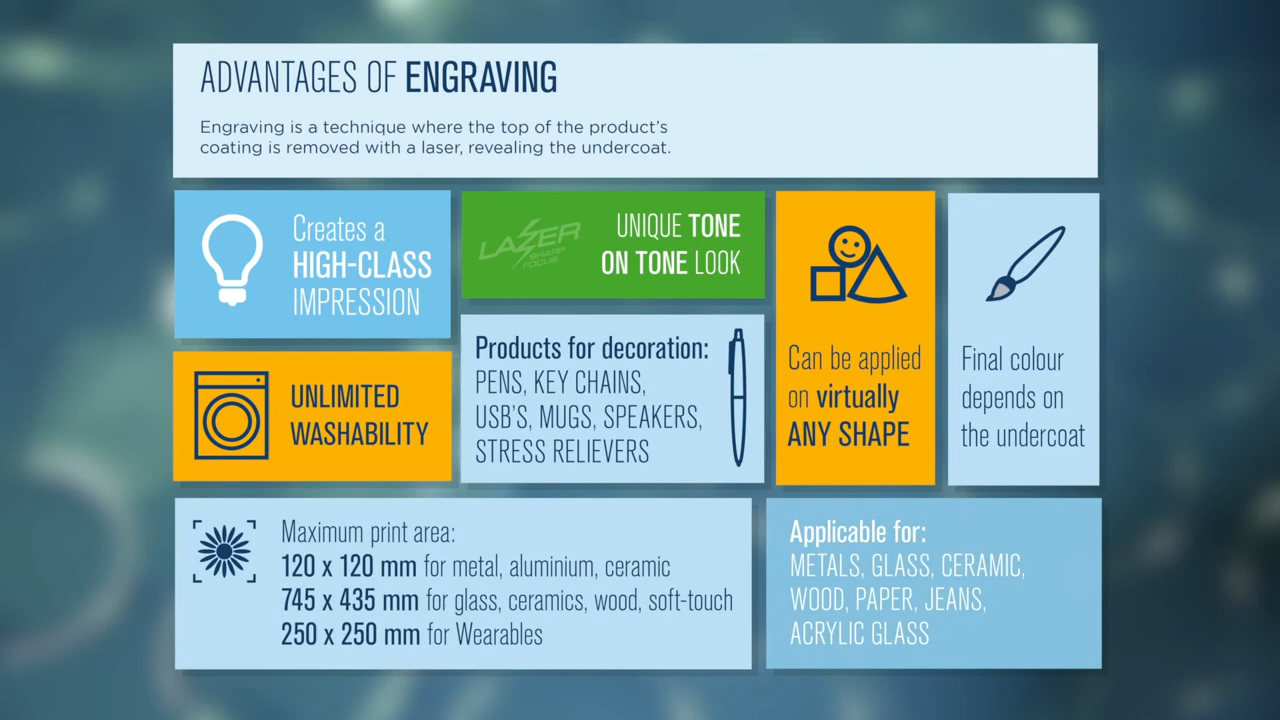 ADVANTAGES OF ENGRAVING
Engraving is a technique where the top of the product's
coating is removed with a laser, revealing the undercoat.
Creates a
HIGH-CLASS
IMPRESSION
LAZER
SHARP
FOCUS
UNIQUE TONE
ON TONE LOOK
UNLIMITED
WASHABILITY
Products for decoration:
PENS, KEY CHAINS,
USB'S, MUGS, SPEAKERS,
STRESS RELIEVERS
Can be applied
on virtually
ANY SHAPE
Final colour
depends on
the undercoat
Maximum print area:
120 x 120 mm for metal, aluminium, ceramic
745 x 435 mm for glass, ceramics, wood, soft-touch
250 x 250 mm for Wearables
Applicable for:
METALS, GLASS, CERAMIC,
WOOD, PAPER, JEANS,
ACRYLIC GLASS